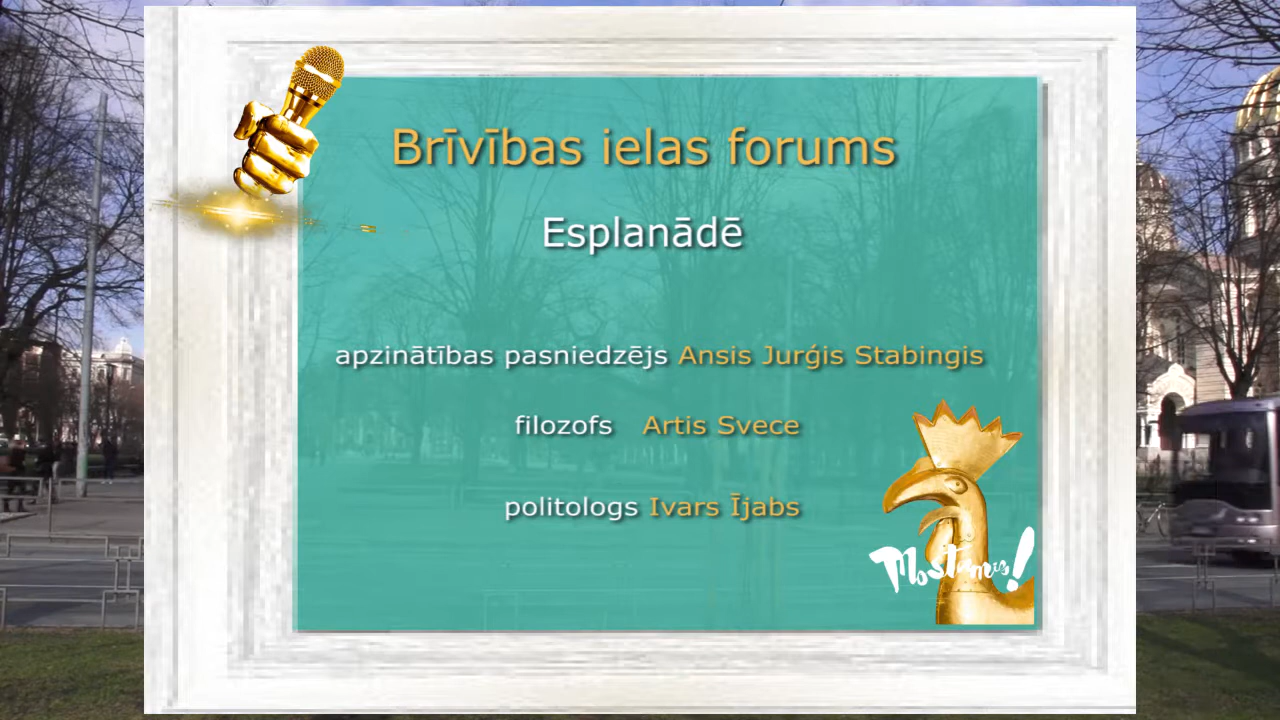 Brīvības ielas forums
Esplanādē
apzinātības pasniedzējs Ansis Jurģis Stabingis
filozofs Artis Svece
politologs Ivars Ījabs
Mostamies!